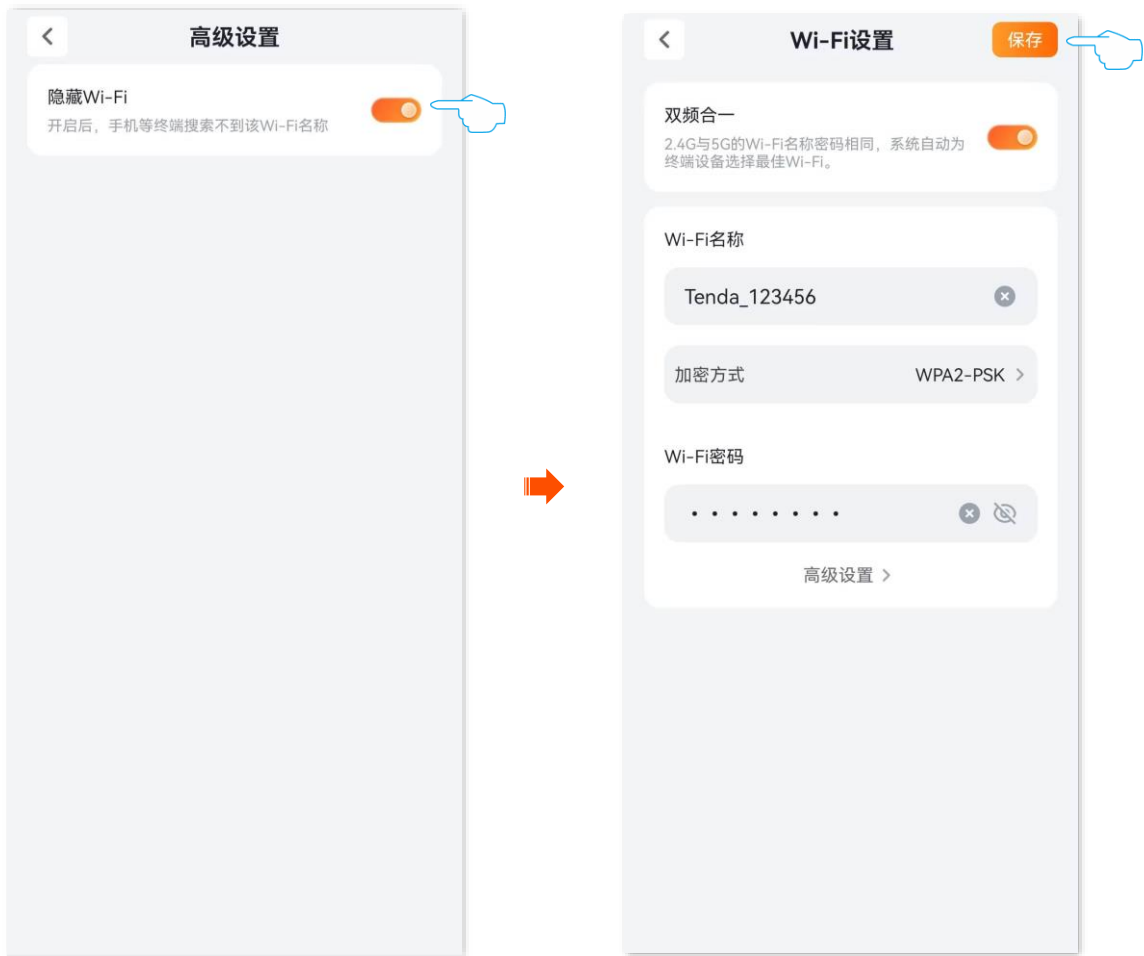 高级设置
隐藏Wi-Fi
开启后，手机等终端搜索不到该Wi-Fi名称
Wi-Fi设置
保存
双频合一
2.4G与5G的Wi-Fi名称密码相同，系统自动为
终端设备选择最佳Wi-Fi。
Wi-Fi名称
Tenda_123456
加密方式 WPA2-PSK
Wi-Fi密码
高级设置